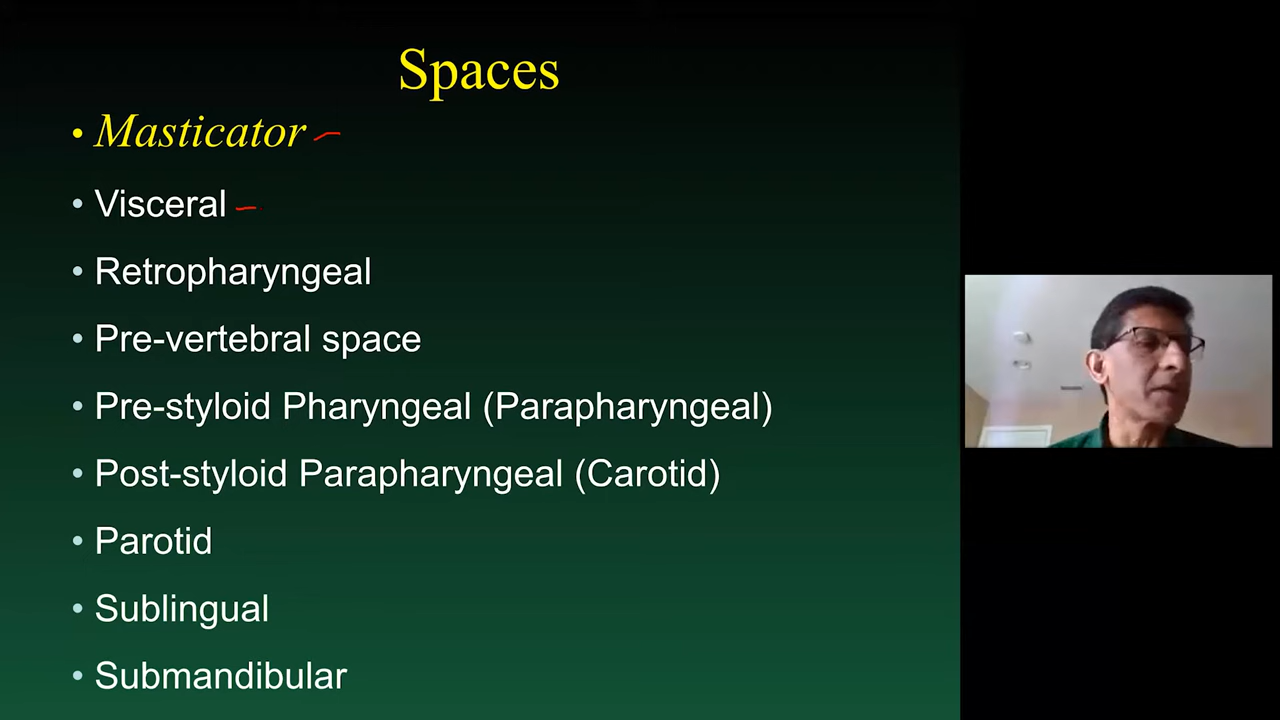 Spaces
• Masticator
• Visceral
• Retropharyngeal
• Pre-vertebral space
• Pre-styloid Pharyngeal (Parapharyngeal)
• Post-styloid Parapharyngeal (Carotid)
• Parotid
• Sublingual
• Submandibular